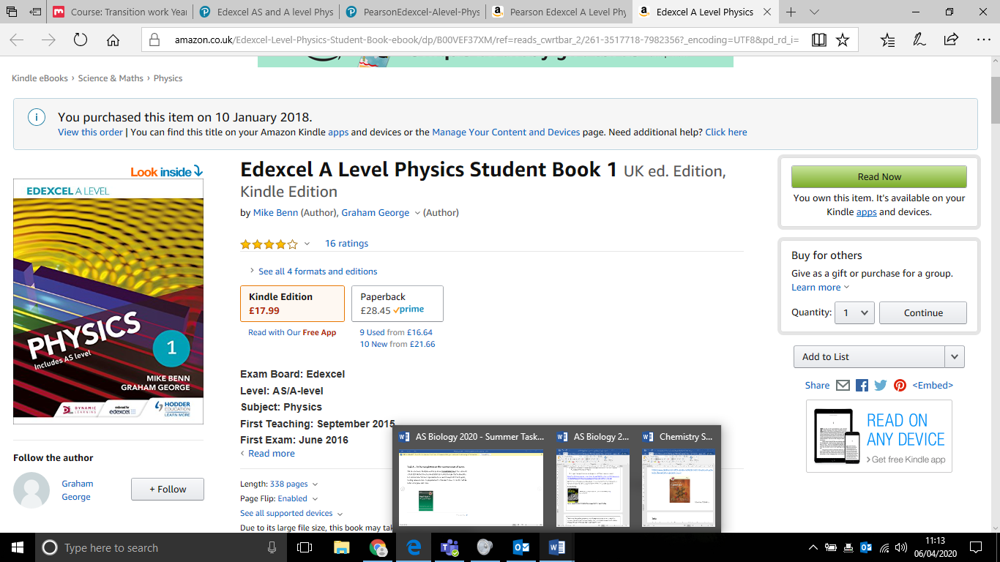 Course: Transition work Year
Edexcel AS and A level Phys
PearsonEdexcel-Alevel-Phys
Pearson Edexcel A Level Phy
Edexcel A Level Physics
amazon.co.uk/Edexcel-Level-Physics-Student-Book-ebook/dp/B00VEF37XM/ref=reads_cwrtbar_2/261-3517718-7982356?_encoding=UTF8&pd_rd_i=
Kindle eBooks › Science & Maths › Physics
You purchased this item on 10 January 2018.
View this order | You can find this title on your Amazon Kindle apps and devices or the Manage Your Content and Devices page. Need additional help? Click here
Look inside
EDEXCEL A LEVEL
PHYSICS
Includes AS level
1
MIKE BENN
GRAHAM GEORGE
DYNAMIC
LEARNING
endorsed for
edexcel
HODDER
EDUCATION
LEARN MORE
Follow the author
Graham
George
+ Follow
Edexcel A Level Physics Student Book 1 UK ed. Edition,
Kindle Edition
by Mike Benn (Author), Graham George (Author)
16 ratings
See all 4 formats and editions
Kindle Edition
£17.99
Paperback
£28.45 prime
Read with Our Free App
9 Used from £16.64
10 New from £21.66
Exam Board: Edexcel
Level: AS/A-level
Subject: Physics
First Teaching: September 2015
First Exam: June 2016
Read more
Length: 338 pages
Page Flip: Enabled
See all supported devices
Due to its large file size, this book may tak
Read Now
You own this item. It's available on your
Kindle apps and devices.
Buy for others
Give as a gift or purchase for a group.
Learn more
Quantity: 1
Continue
Add to List
Share
<Embed>
READ ON
ANY DEVICE
› Get free Kindle app
AS Biology 2020 - Summer Task...
AS Biology 2...
Chemistry S...
Type here to search
11:13
06/04/2020